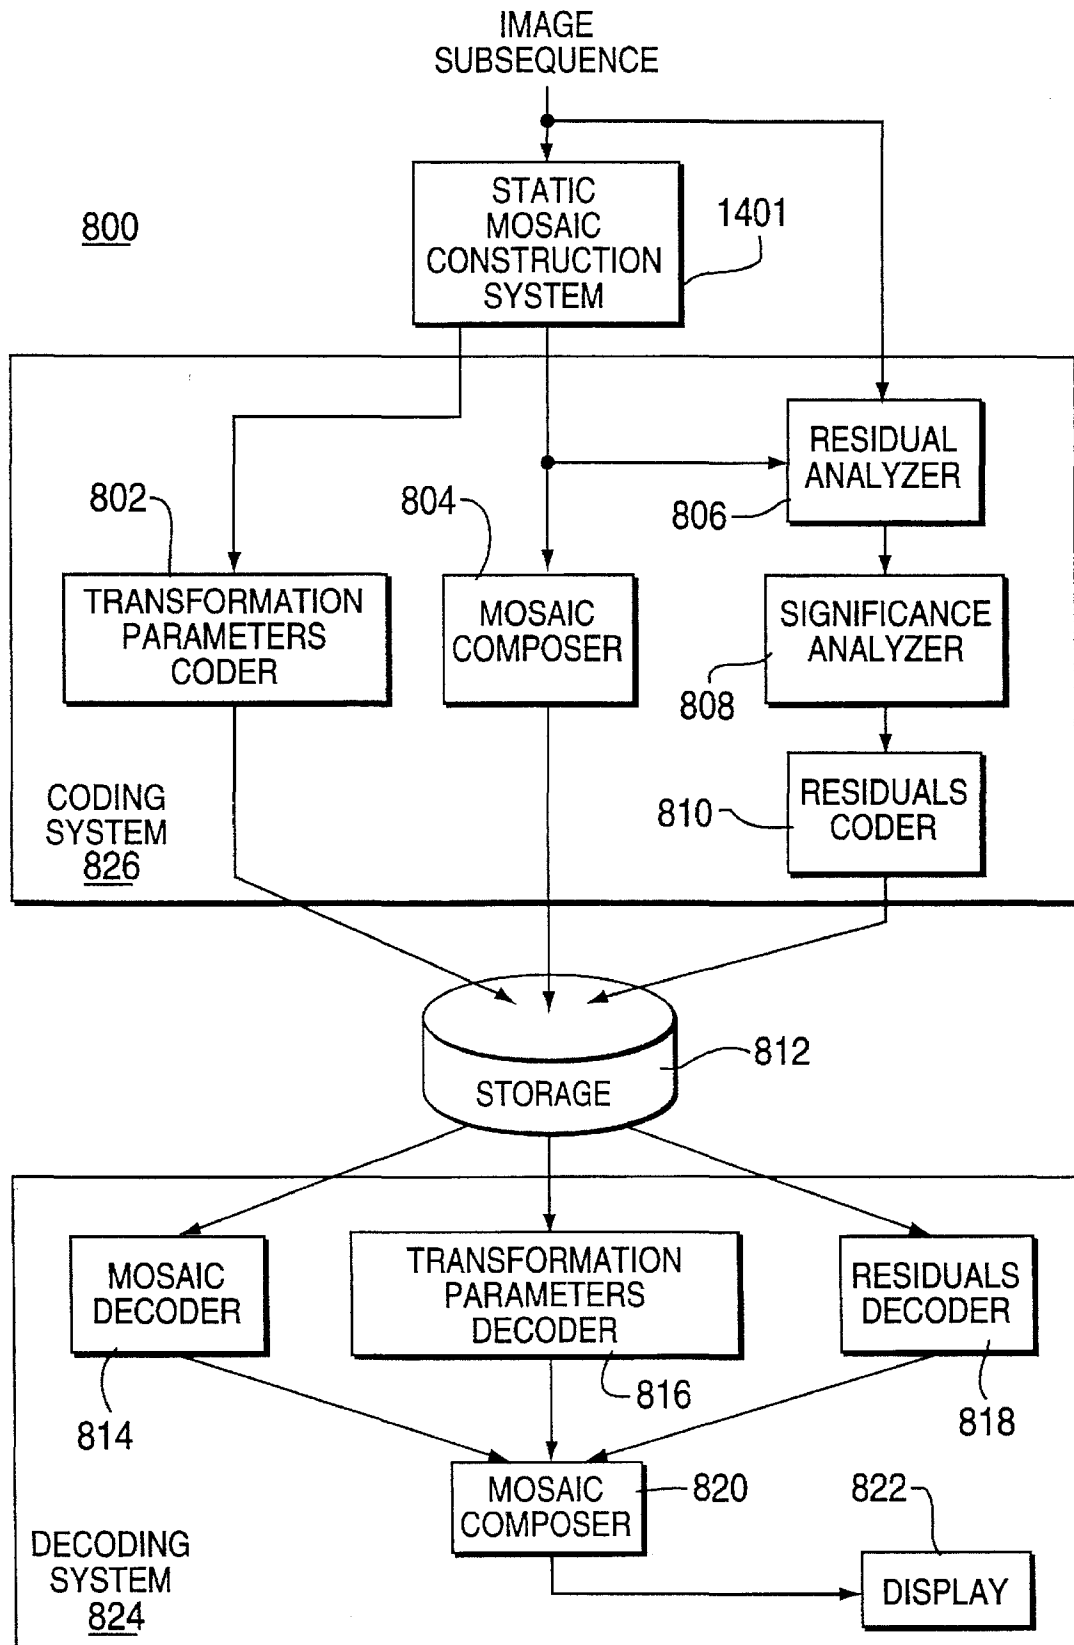 IMAGE
SUBSEQUENCE
800
STATIC
MOSAIC
CONSTRUCTION
SYSTEM
1401
RESIDUAL
ANALYZER
806
802
TRANSFORMATION
PARAMETERS
CODER
804
MOSAIC
COMPOSER
SIGNIFICANCE
ANALYZER
808
CODING
SYSTEM
826
810
RESIDUALS
CODER
STORAGE
812
MOSAIC
DECODER
814
TRANSFORMATION
PARAMETERS
DECODER
816
RESIDUALS
DECODER
818
MOSAIC
COMPOSER
820
822
DISPLAY
DECODING
SYSTEM
824